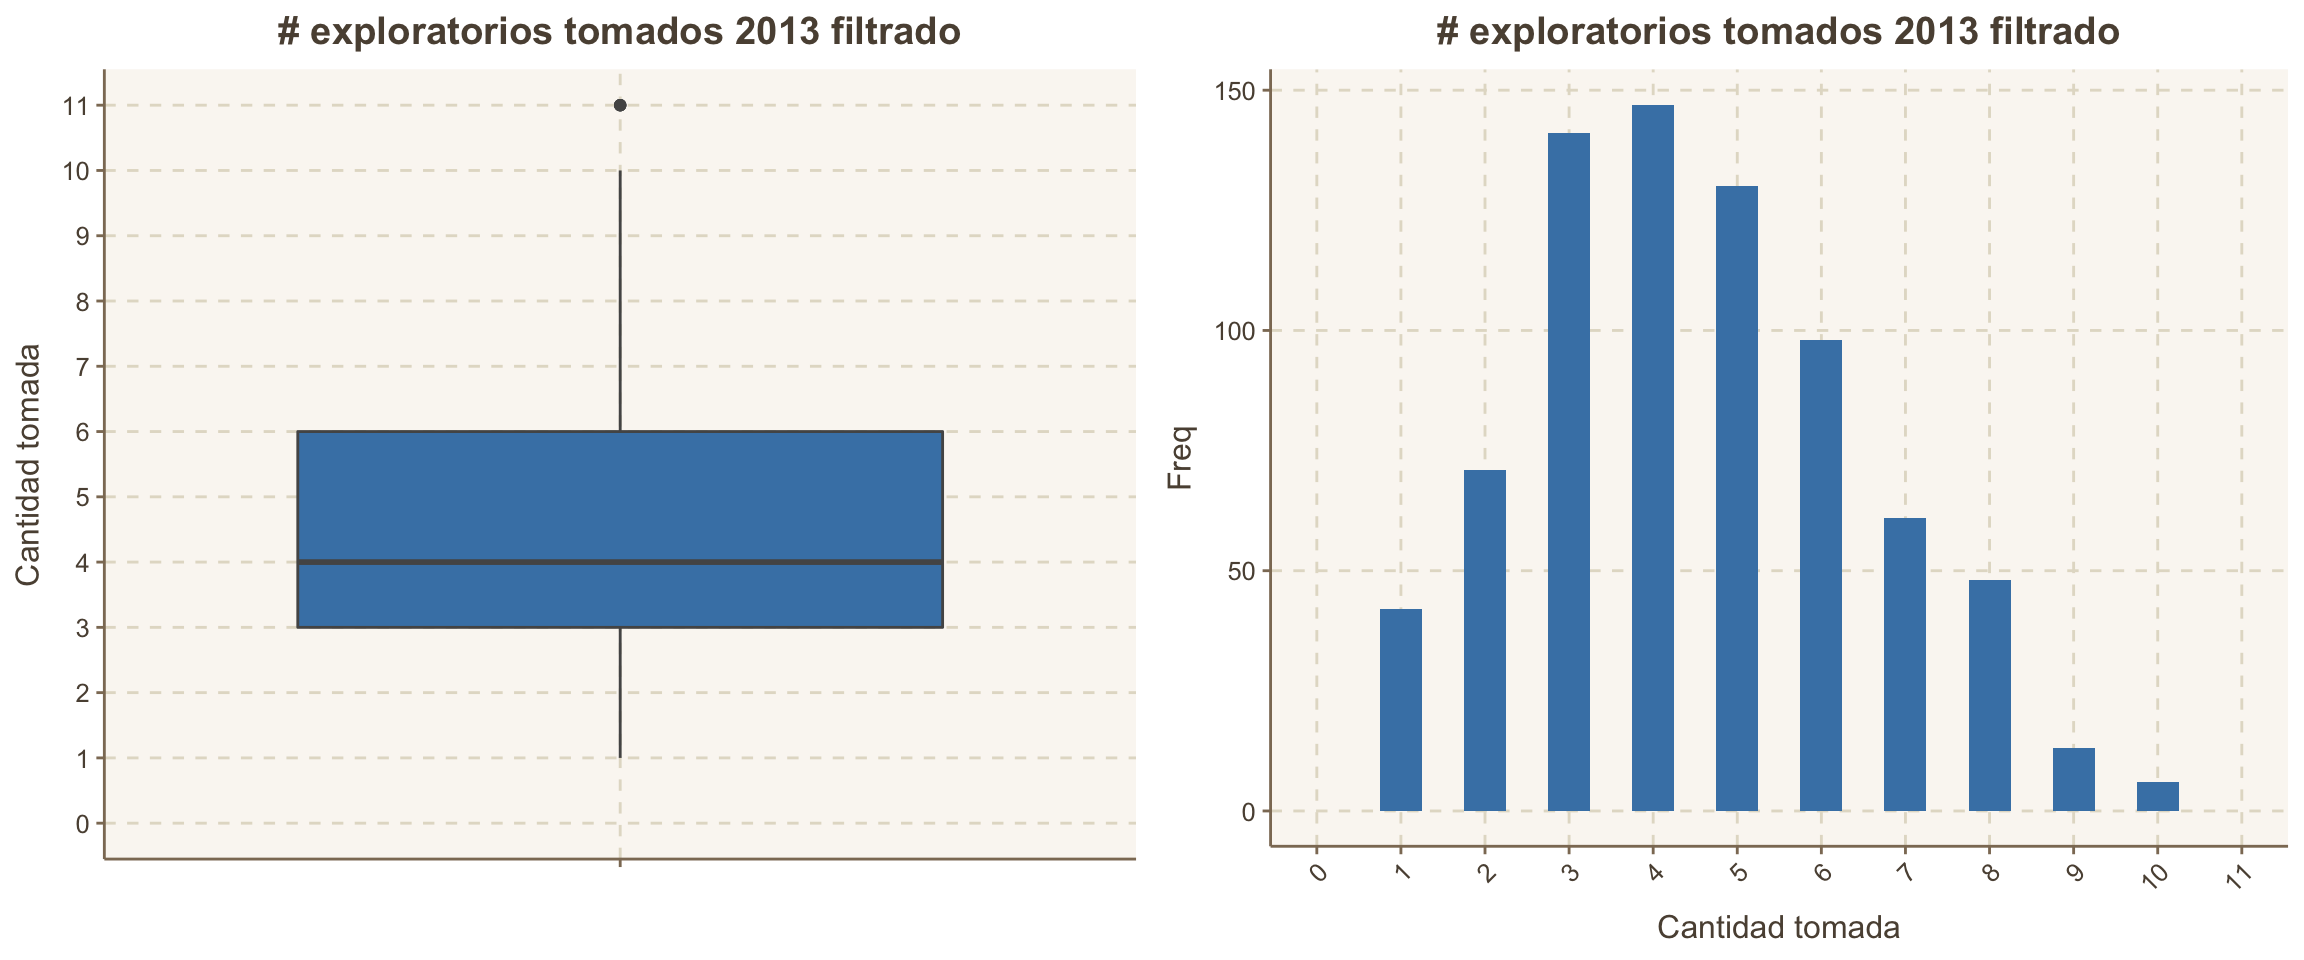 # exploratorios tomados 2013 filtrado
Cantidad tomada
11
10
9
8
7
6
5
4
3
2
1
0
# exploratorios tomados 2013 filtrado
Freq
150
100
50
0
0 1 2 3 4 5 6 7 8 9 10 11
Cantidad tomada